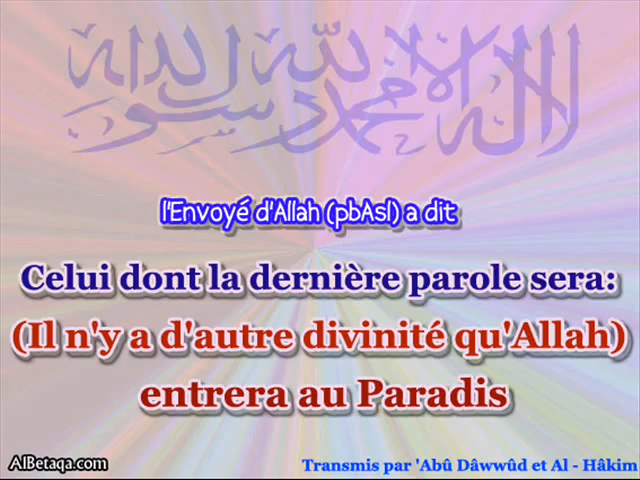 لا إله إلا الله محمد رسول الله
l'Envoyé d'Allah (pbAsl) a dit
Celui dont la dernière parole sera:
(Il n'y a d'autre divinité qu'Allah)
entrera au Paradis
AlBetaqa.com
Transmis par 'Abû Dâwwûd et Al - Hâkim